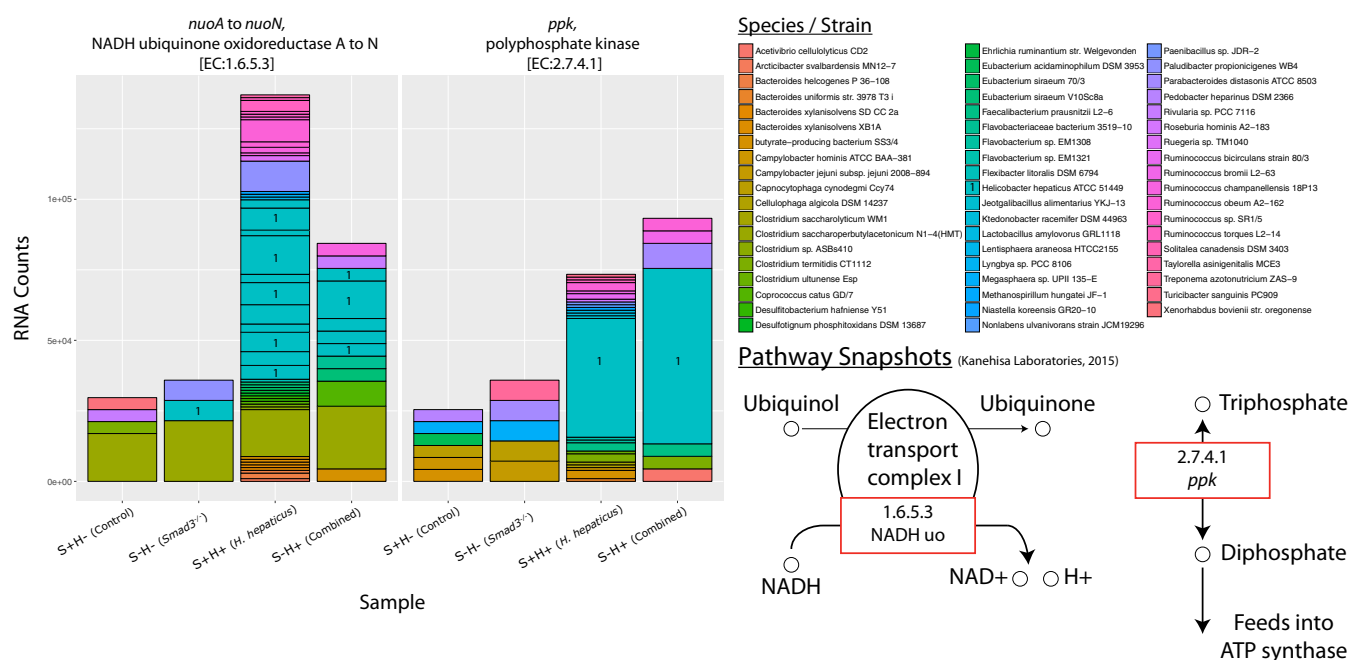 nuoA to nuoN,
NADH ubiquinone oxidoreductase A to N
[EC:1.6.5.3]
ppk,
polyphosphate kinase
[EC:2.7.4.1]
RNA Counts
1e+05
5e+04
0e+00
1
1
1
1
1
1
1
1
1
1
1
S+H- (Control)
S-H- (Smad3-/-)
S+H+ (H. hepaticus)
S-H+ (Combined)
S+H- (Control)
S-H- (Smad3-/-)
S+H+ (H. hepaticus)
S-H+ (Combined)
Sample
Species / Strain
Acetivibrio cellulolyticus CD2
Arcticibacter svalbardensis MN12−7
Bacteroides helcogenes P 36−108
Bacteroides uniformis str. 3978 T3 i
Bacteroides xylanisolvens SD CC 2a
Bacteroides xylanisolvens XB1A
butyrate−producing bacterium SS3/4
Campylobacter hominis ATCC BAA−381
Campylobacter jejuni subsp. jejuni 2008−894
Capnocytophaga cynodegmi Ccy74
Cellulophaga algicola DSM 14237
Clostridium saccharolyticum WM1
Clostridium saccharoperbutylacetonicum N1−4(HMT)
Clostridium sp. ASBs410
Clostridium termitidis CT1112
Clostridium ultunense Esp
Coprococcus catus GD/7
Desulfitobacterium hafniense Y51
Desulfotignum phosphitoxidans DSM 13687
Ehrlichia ruminantium str. Welgevonden
Eubacterium acidaminophilum DSM 3953
Eubacterium siraeum 70/3
Eubacterium siraeum V10Sc8a
Faecalibacterium prausnitzii L2−6
Flavobacteriaceae bacterium 3519−10
Flavobacterium sp. EM1308
Flavobacterium sp. EM1321
Flexibacter litoralis DSM 6794
1 Helicobacter hepaticus ATCC 51449
Jeotgalibacillus alimentarius YKJ−13
Ktedonobacter racemifer DSM 44963
Lactobacillus amylovorus GRL1118
Lentisphaera araneosa HTCC2155
Lyngbya sp. PCC 8106
Megasphaera sp. UPII 135−E
Methanospirillum hungatei JF−1
Niastella koreensis GR20−10
Nonlabens ulvanivorans strain JCM19296
Paenibacillus sp. JDR−2
Paludibacter propionicigenes WB4
Parabacteroides distasonis ATCC 8503
Pedobacter heparinus DSM 2366
Rivularia sp. PCC 7116
Roseburia hominis A2−183
Ruegeria sp. TM1040
Ruminococcus bicirculans strain 80/3
Ruminococcus bromii L2−63
Ruminococcus champanellensis 18P13
Ruminococcus obeum A2−162
Ruminococcus sp. SR1/5
Ruminococcus torques L2−14
Solitalea canadensis DSM 3403
Taylorella asinigenitalis MCE3
Treponema azotonutricium ZAS−9
Turicibacter sanguinis PC909
Xenorhabdus bovienii str. oregonense
Pathway Snapshots (Kanehisa Laboratories, 2015)
Ubiquinol
Ubiquinone
Electron
transport
complex I
1.6.5.3
NADH uo
NADH
NAD+
H+
Triphosphate
2.7.4.1
ppk
Diphosphate
Feeds into
ATP synthase